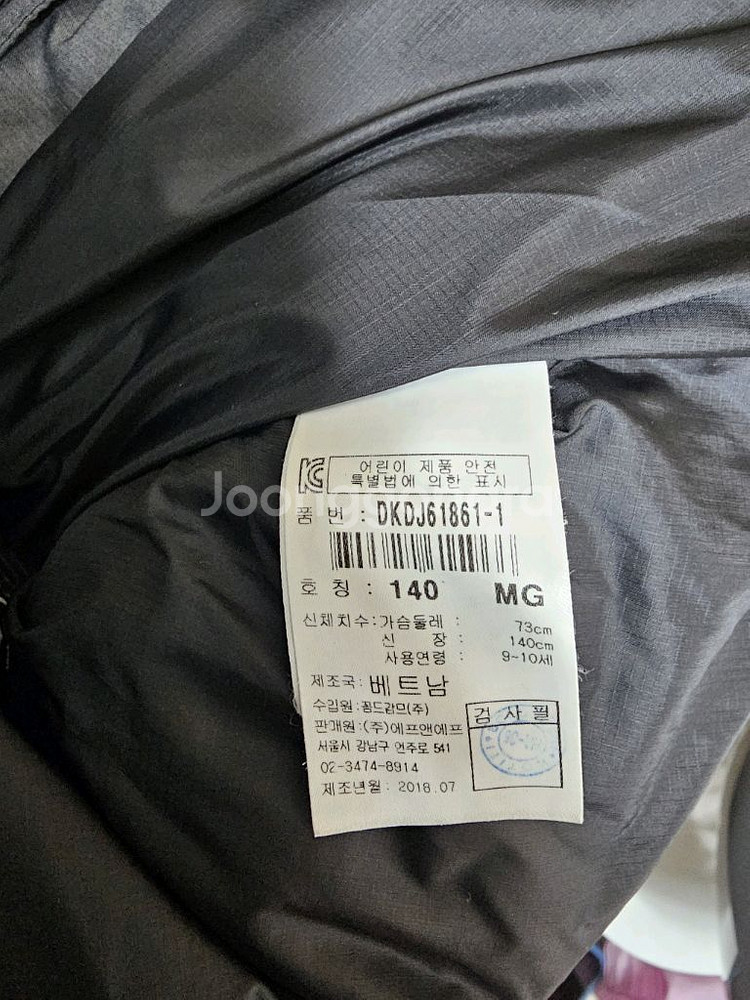 어린이 제품 안전
특별법에 의한 표시
품 번 : DKDJ61861-1
호 칭 : 140 MG
신체치수:가슴둘레 : 73cm
신 장 : 140cm
사용연령 : 9~10세
제조국: 베트남
수입원:꽁드
판매원:(주)에프앤에프
서울시 강남구 언주로 541
02-3474-8914
제조년월: 2018.07
검 사 필